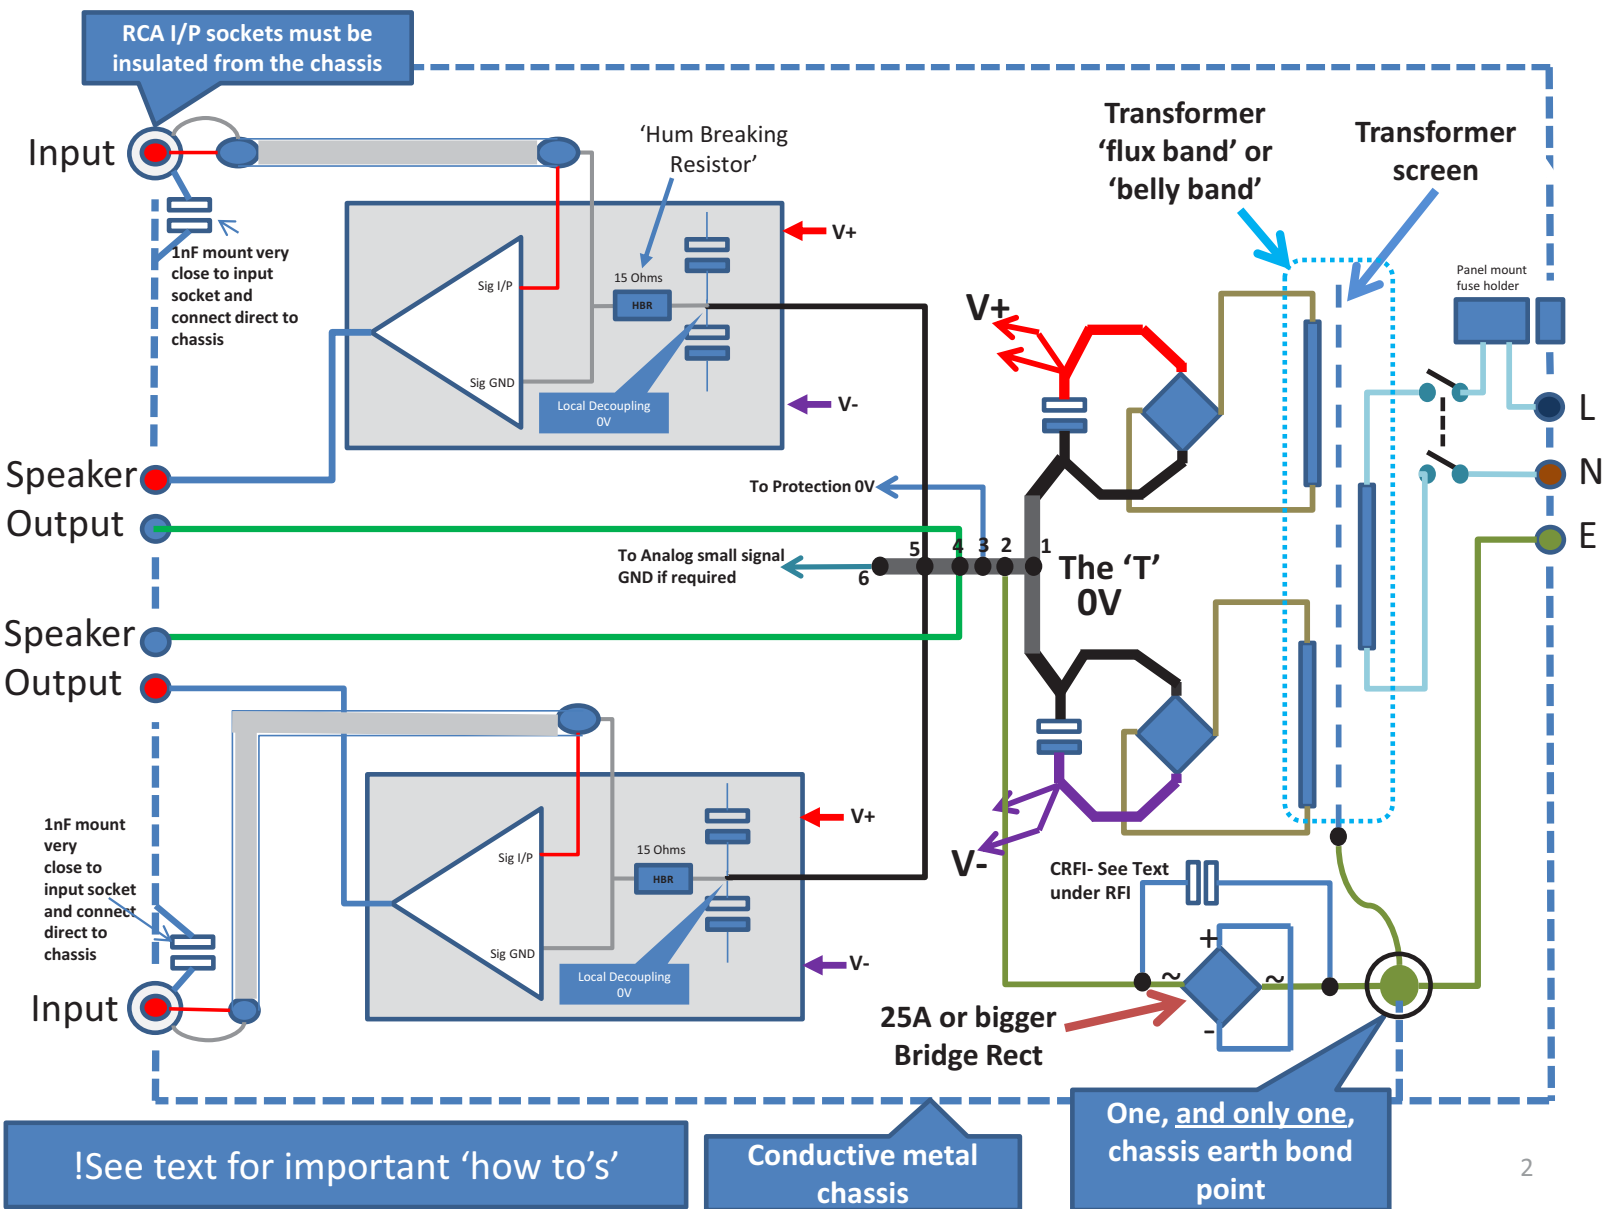 RCA I/P sockets must be
insulated from the chassis
Input
1nF mount very
close to input
socket and
connect direct to
chassis
'Hum Breaking
Resistor'
Sig I/P
15 Ohms
HBR
Sig GND
Local Decoupling
0V
V+
V-
Transformer
'flux band' or
'belly band'
Transformer
screen
Panel mount
fuse holder
V+
L
N
E
Speaker
Output
To Protection 0V
To Analog small signal
GND if required
6
5
4
3
2
1
The 'T'
0V
Speaker
Output
1nF mount
very
close to
input socket
and connect
direct to
chassis
Input
Sig I/P
15 Ohms
HBR
Sig GND
Local Decoupling
0V
V+
V-
V-
CRFI- See Text
under RFI
+
~
~
-
25A or bigger
Bridge Rect
!See text for important 'how to's'
Conductive metal
chassis
One, and only one,
chassis earth bond
point
2